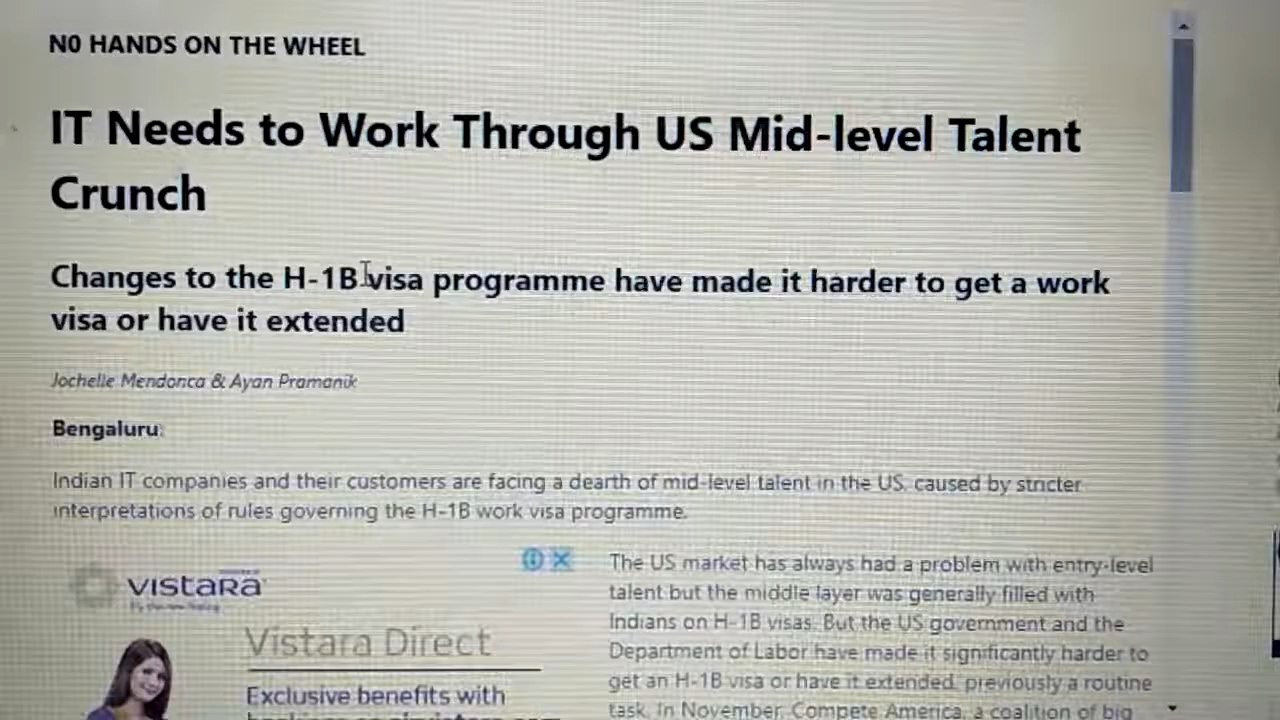 NO HANDS ON THE WHEEL
IT Needs to Work Through US Mid-level Talent
Crunch
Changes to the H-1B visa programme have made it harder to get a work
visa or have it extended
Jochelle Mendonca & Ayan Pramanik
Bengaluru:
Indian IT companies and their customers are facing a dearth of mid-level talent in the US, caused by stricter
interpretations of rules governing the H-1B work visa programme.
VISTARA
Vistara Direct
Exclusive benefits with
The US market has always had a problem with entry-level
talent but the middle layer was generally filled with
Indians on H-1B visas. But the US government and the
Department of Labor have made it significantly harder to
get an H-1B visa or have it extended, previously a routine
task. In November, Compete America, a coalition of big